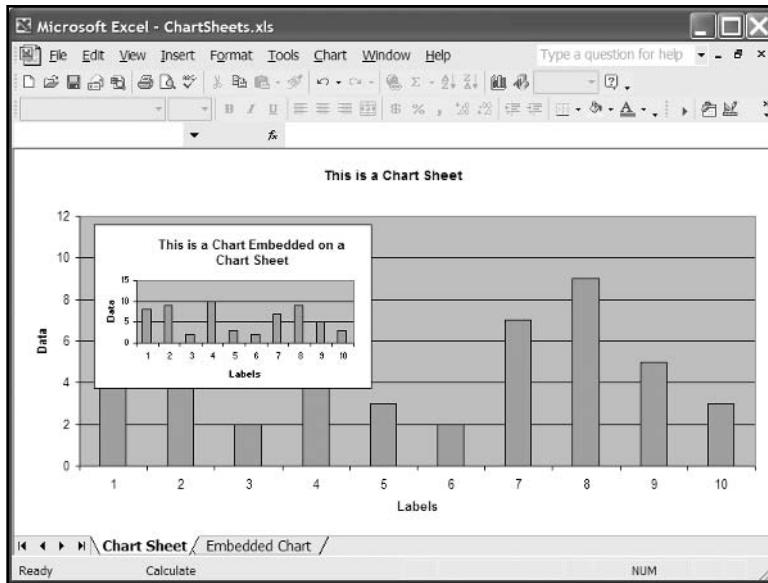 Microsoft Excel - ChartSheets.xls
File Edit View Insert Format Tools Chart Window Help Type a question for help
B I U $ % ,
fx
This is a Chart Sheet
12
10
8
6
4
2
0
Data
This is a Chart Embedded on a
Chart Sheet
15
10
5
0
Data
1 2 3 4 5 6 7 8 9 10
Labels
1 2 3 4 5 6 7 8 9 10
Labels
Chart Sheet Embedded Chart
Ready Calculate NUM